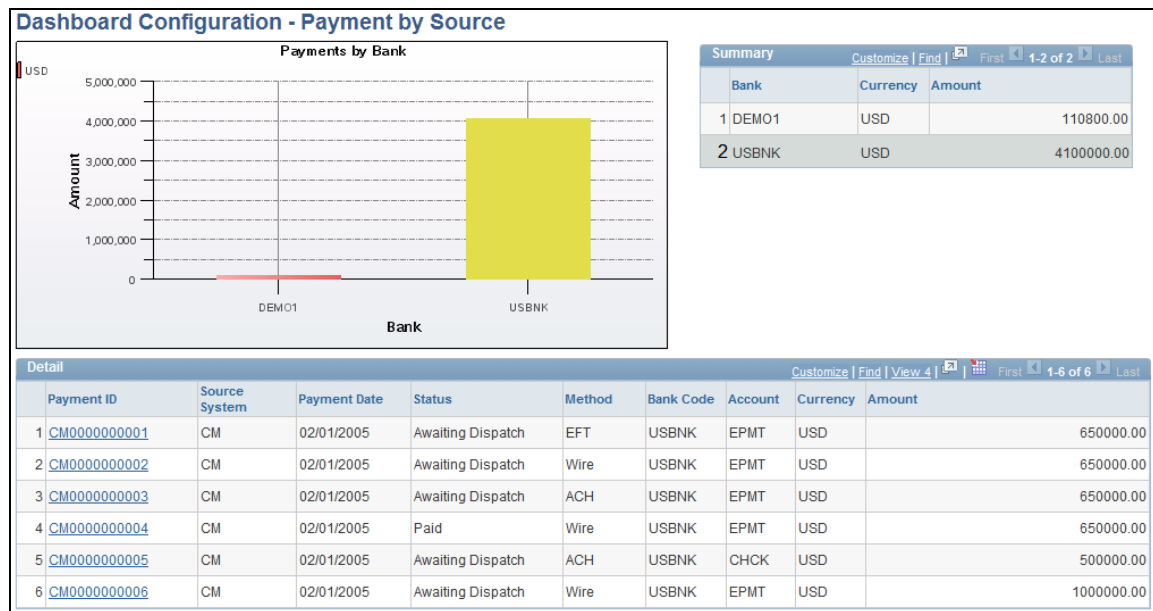 Dashboard Configuration - Payment by Source
Payments by Bank
USD
5,000,000
4,000,000
3,000,000
2,000,000
1,000,000
0
Amount
DEMO1 USBNK
Bank
Summary Customize | Find | First 1-2 of 2 Last
Bank Currency Amount
1 DEMO1 USD 110800.00
2 USBNK USD 4100000.00
Detail Customize | Find | View 4 | | First 1-6 of 6 Last
Payment ID Source System Payment Date Status Method Bank Code Account Currency Amount
1 CM0000000001 CM 02/01/2005 Awaiting Dispatch EFT USBNK EPMT USD 650000.00
2 CM0000000002 CM 02/01/2005 Awaiting Dispatch Wire USBNK EPMT USD 650000.00
3 CM0000000003 CM 02/01/2005 Awaiting Dispatch ACH USBNK EPMT USD 650000.00
4 CM0000000004 CM 02/01/2005 Paid Wire USBNK EPMT USD 650000.00
5 CM0000000005 CM 02/01/2005 Awaiting Dispatch ACH USBNK CHCK USD 500000.00
6 CM0000000006 CM 02/01/2005 Awaiting Dispatch Wire USBNK EPMT USD 1000000.00